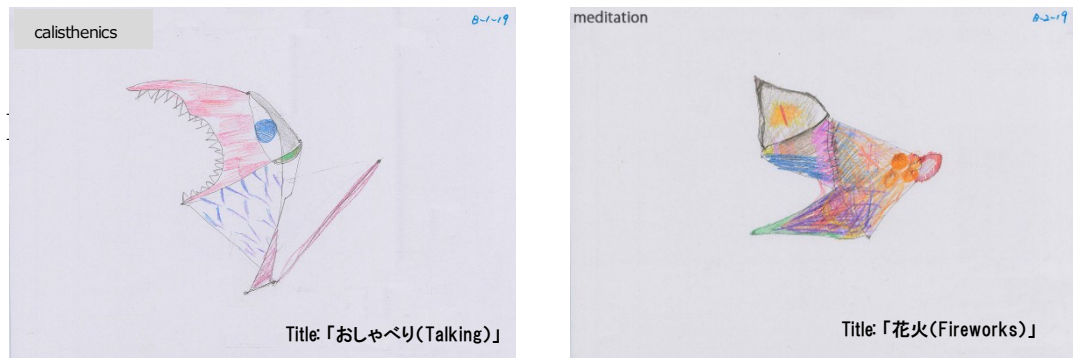 calisthenics
B-1-19
Title:「おしゃべり(Talking)」
meditation
B-2-19
Title:「花火(Fireworks)」